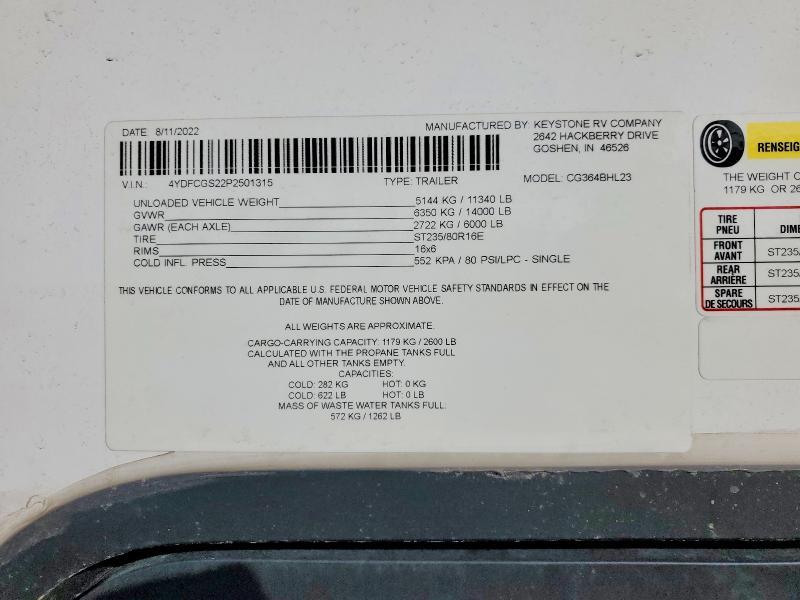 DATE 8/11/2022
MANUFACTURED BY: KEYSTONE RV COMPANY
2642 HACKBERRY DRIVE
GOSHEN, IN 46526
V.I.N.: 4YDFCGS22P2501315 TYPE: TRAILER MODEL: CG364BHL23
UNLOADED VEHICLE WEIGHT 5144 KG / 11340 LB
GVWR 6350 KG / 14000 LB
GAWR (EACH AXLE) 2722 KG / 6000 LB
TIRE ST235/80R16E
RIMS 16x6
COLD INFL. PRESS 552 KPA / 80 PSI/LPC - SINGLE
THIS VEHICLE CONFORMS TO ALL APPLICABLE U.S. FEDERAL MOTOR VEHICLE SAFETY STANDARDS IN EFFECT ON THE
DATE OF MANUFACTURE SHOWN ABOVE.
ALL WEIGHTS ARE APPROXIMATE.
CARGO-CARRYING CAPACITY: 1179 KG / 2600 LB
CALCULATED WITH THE PROPANE TANKS FULL
AND ALL OTHER TANKS EMPTY.
CAPACITIES:
COLD: 282 KG HOT: 0 KG
COLD: 622 LB HOT: 0 LB
MASS OF WASTE WATER TANKS FULL:
572 KG / 1262 LB
RENSEIG
THE WEIGHT OF
1179 KG OR 26
TIRE
PNEU DIME
FRONT
AVANT ST235/
REAR
ARRIÈRE ST235/
SPARE
DE SECOURS ST235/